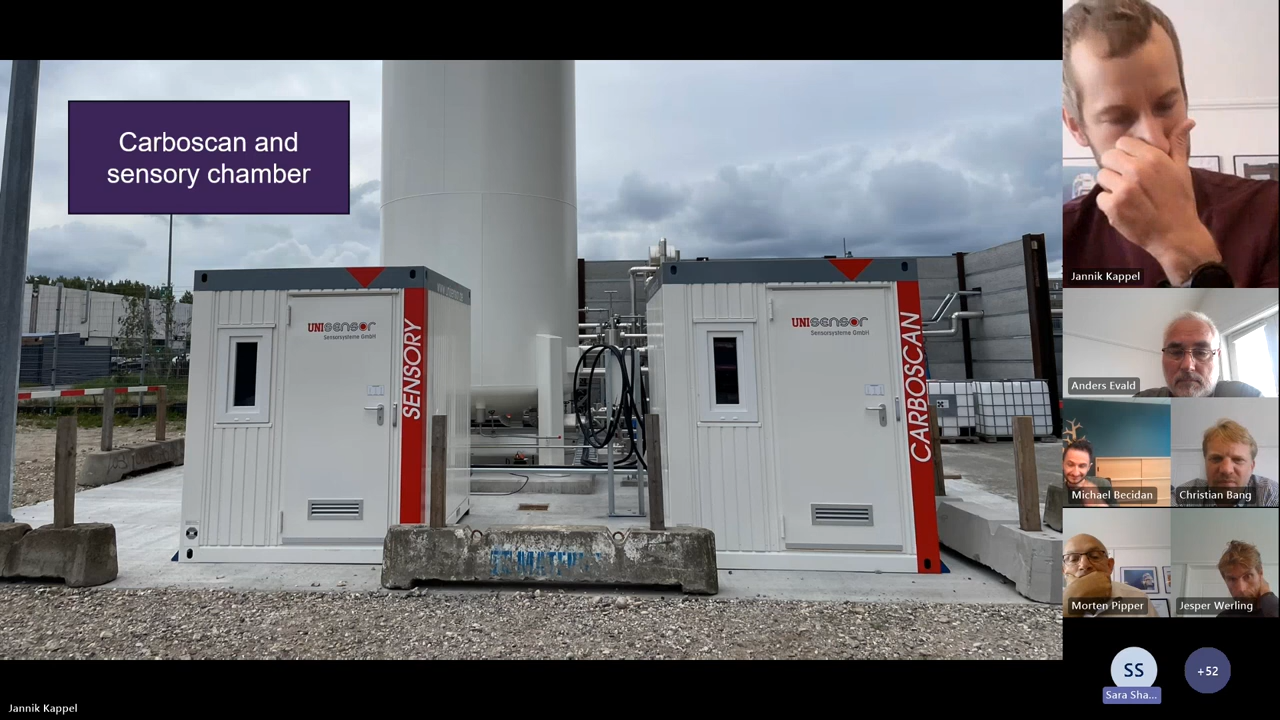 Carboscan and
sensory chamber
UNIsensor
Sensorsysteme GmbH
SENSORY
UNIsensor
Sensorsysteme GmbH
CARBOSCAN
Jannik Kappel
Anders Evald
Michael Becidan
Christian Bang
Morten Pipper
Jesper Werling
SS
Sara Sha...
+52
Jannik Kappel